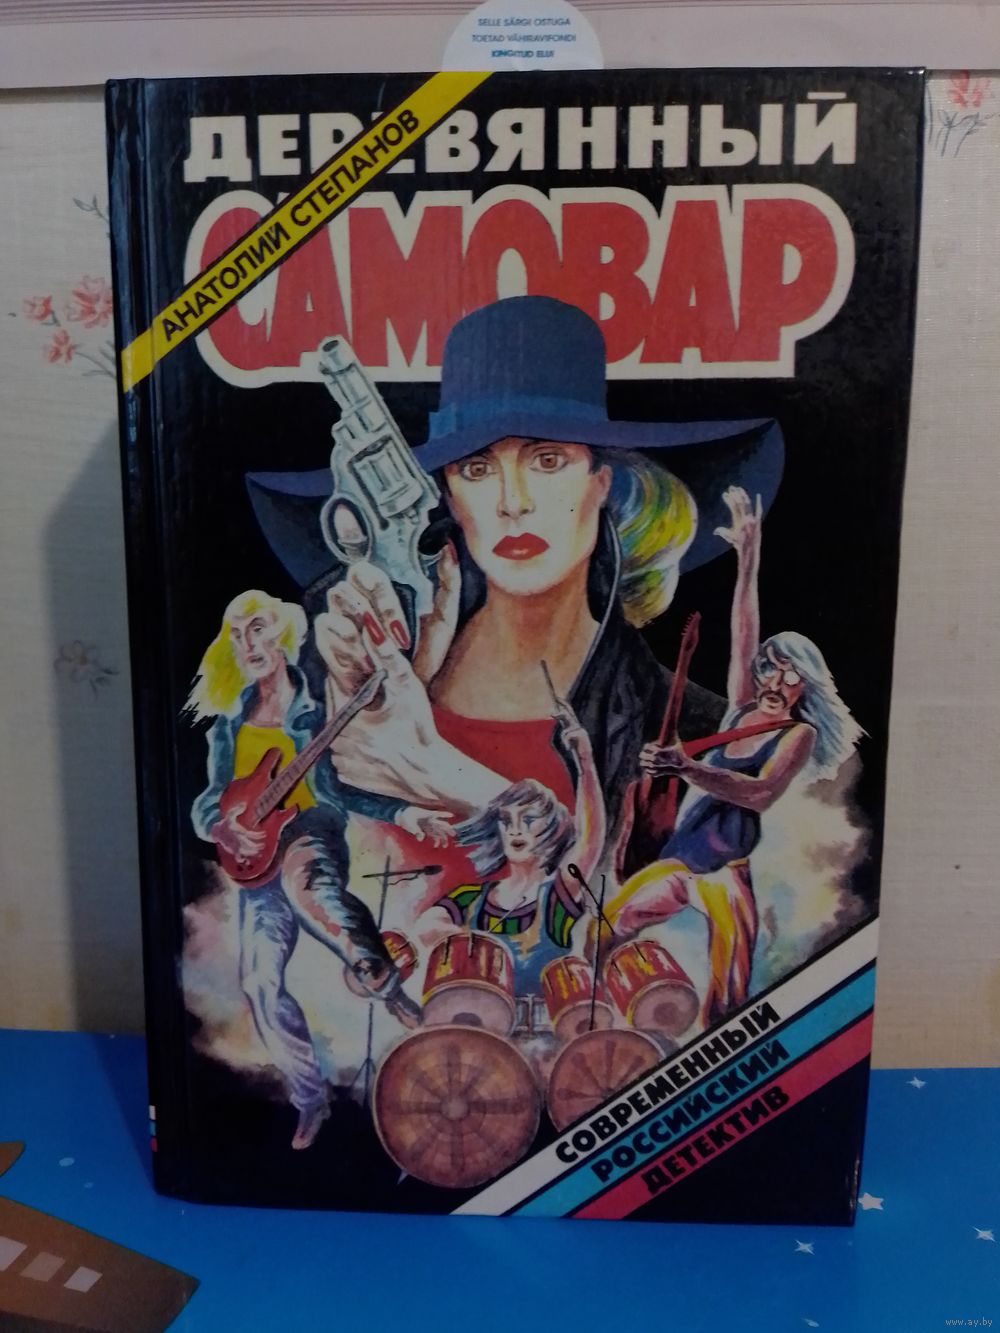 SELLE SÄRGI OSTUGA
TOETAD VÄHIRAVIFONDI
KINGITUD ELU!
ДЕРЕВЯННЫЙ
САМОВАР
АНАТОЛИЙ СТЕПАНОВ
СОВРЕМЕННЫЙ
РОССИЙСКИЙ
ДЕТЕКТИВ
www.ay.by